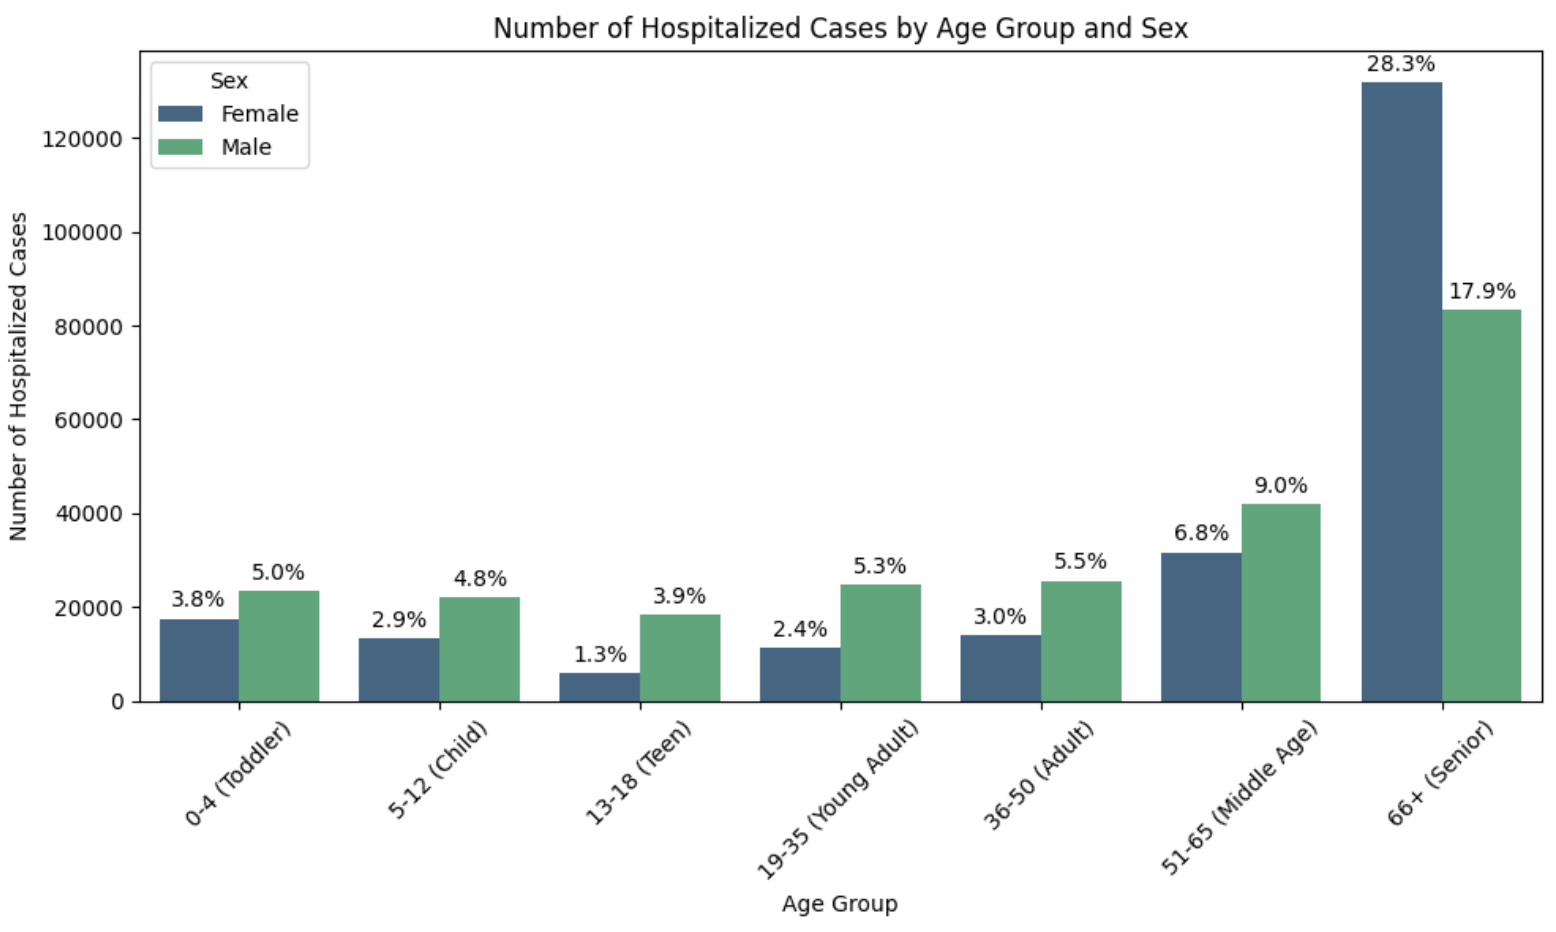 Number of Hospitalized Cases by Age Group and Sex
Sex
Female
Male
Number of Hospitalized Cases
120000
100000
80000
60000
40000
20000
0
3.8%
5.0%
2.9%
4.8%
1.3%
3.9%
2.4%
5.3%
3.0%
5.5%
6.8%
9.0%
28.3%
17.9%
0-4 (Toddler)
5-12 (Child)
13-18 (Teen)
19-35 (Young Adult)
36-50 (Adult)
51-65 (Middle Age)
66+ (Senior)
Age Group